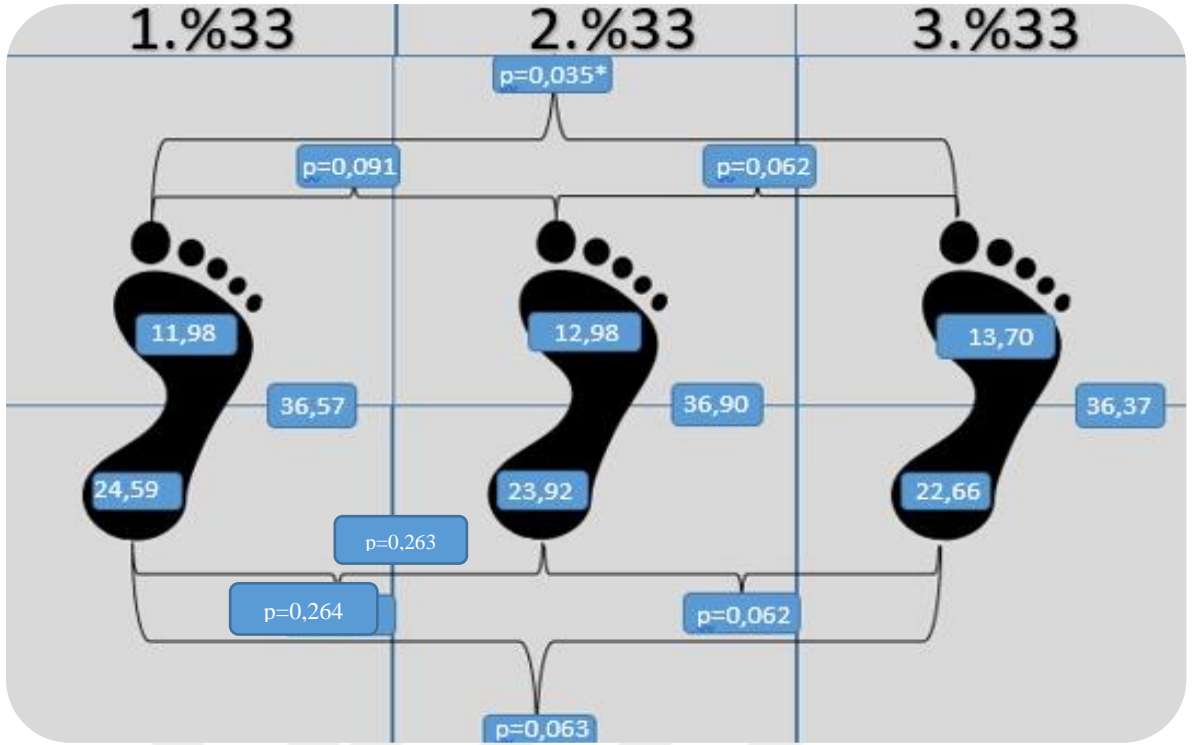 1.%33
2.%33
3.%33
p=0,035*
p=0,091
p=0,062
11,98
12,98
13,70
36,57
36,90
36,37
24,59
23,92
22,66
p=0,263
p=0,264
p=0,062
p=0,063